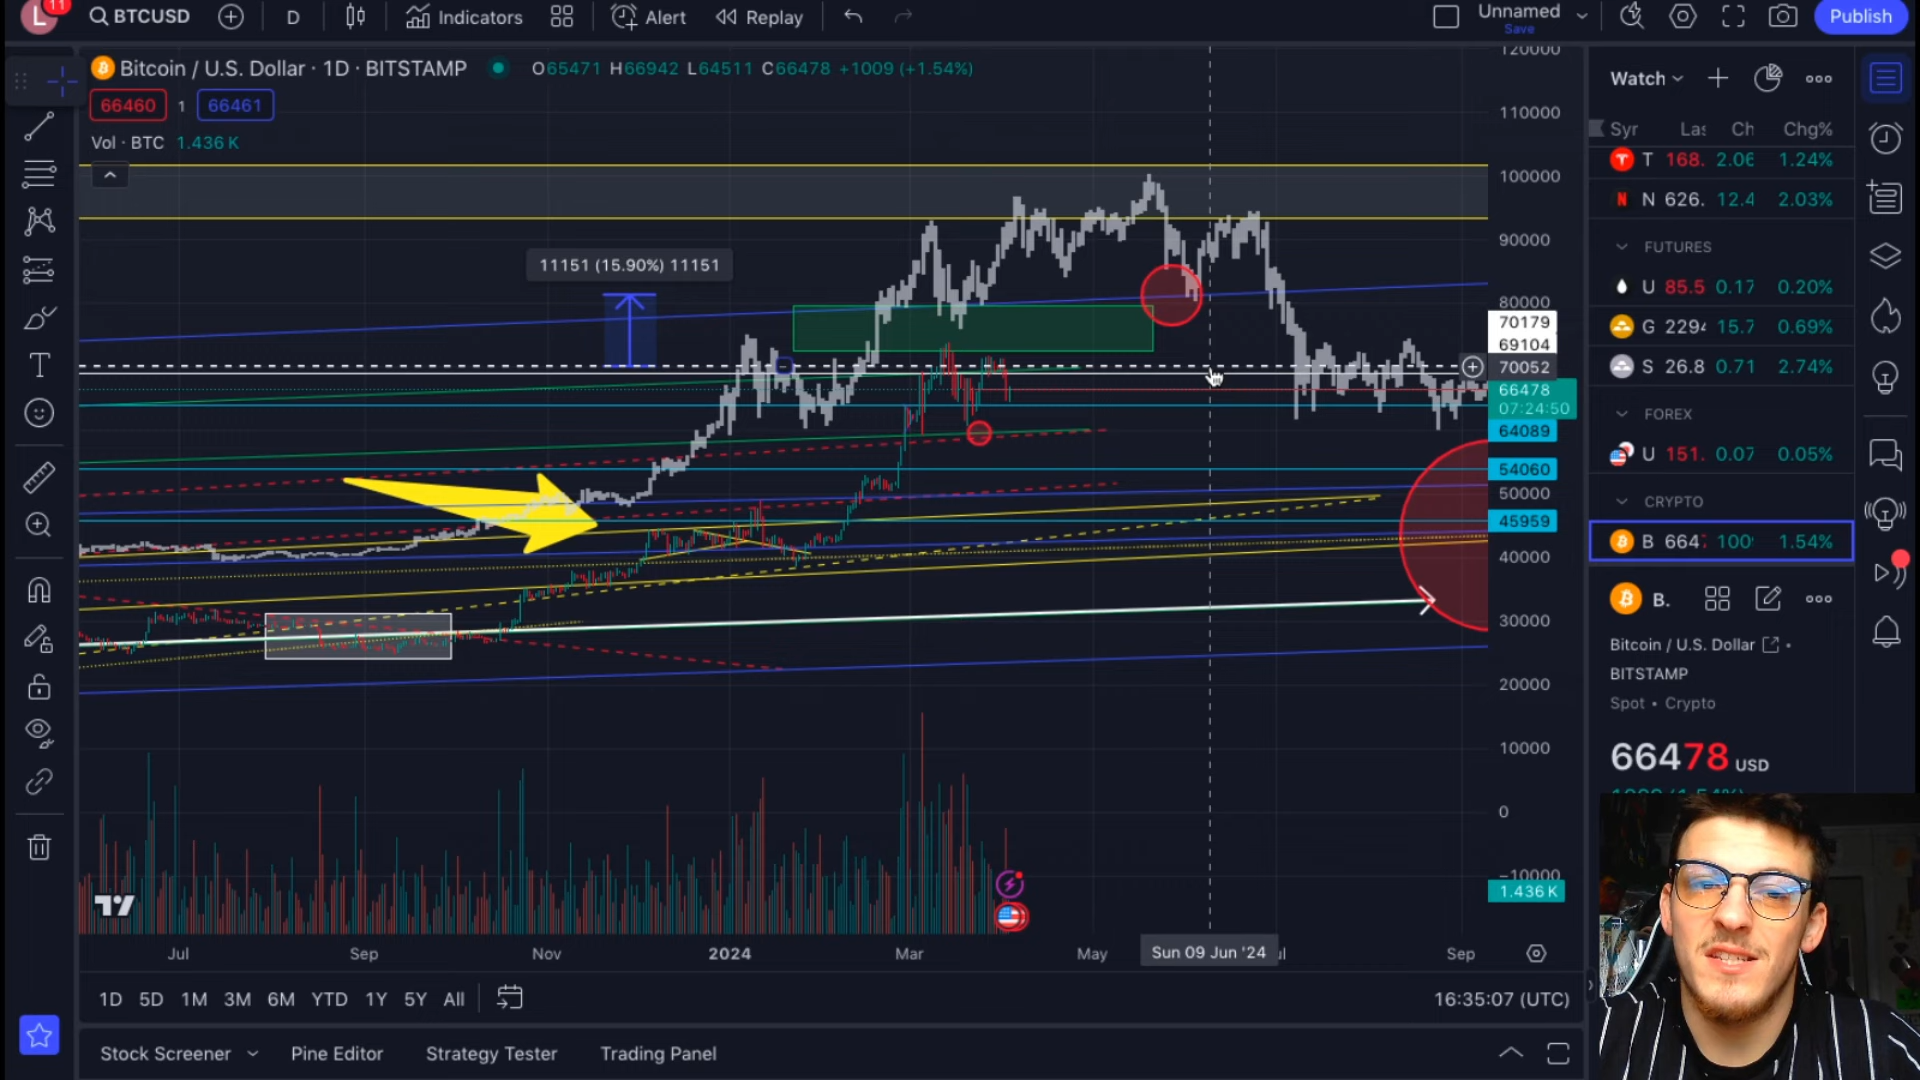 L
11
BTCUSD
D
Indicators
Alert
Replay
Unnamed
Save
Publish
Bitcoin / U.S. Dollar · 1D · BITSTAMP
O65471 H66942 L64511 C66478 +1009 (+1.54%)
66460
1
66461
Vol · BTC 1.436 K
11151 (15.90%) 11151
120000
110000
100000
90000
80000
70179
69104
70052
66478
07:24:50
64089
54060
50000
45959
40000
30000
20000
10000
0
−10000
1.436 K
Jul
Sep
Nov
2024
Mar
May
Sun 09 Jun '24
Sep
1D 5D 1M 3M 6M YTD 1Y 5Y All
16:35:07 (UTC)
Stock Screener
Pine Editor
Strategy Tester
Trading Panel
Watch
Syr Las Ch Chg%
T 168. 2.06 1.24%
N 626. 12.4 2.03%
FUTURES
U 85.5 0.17 0.20%
G 2294 15.7 0.69%
S 26.8 0.71 2.74%
FOREX
U 151. 0.07 0.05%
CRYPTO
B 664 100 1.54%
B.
Bitcoin / U.S. Dollar
BITSTAMP
Spot • Crypto
66478 USD